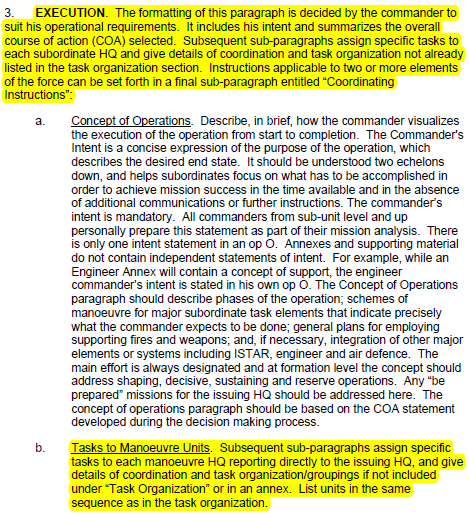 3. EXECUTION. The formatting of this paragraph is decided by the commander to
suit his operational requirements. It includes his intent and summarizes the overall
course of action (COA) selected. Subsequent sub-paragraphs assign specific tasks to
each subordinate HQ and give details of coordination and task organization not already
listed in the task organization section. Instructions applicable to two or more elements
of the force can be set forth in a final sub-paragraph entitled “Coordinating
Instructions”:
a. Concept of Operations. Describe, in brief, how the commander visualizes
the execution of the operation from start to completion. The Commander's
Intent is a concise expression of the purpose of the operation, which
describes the desired end state. It should be understood two echelons
down, and helps subordinates focus on what has to be accomplished in
order to achieve mission success in the time available and in the absence
of additional communications or further instructions. The commander’s
intent is mandatory. All commanders from sub-unit level and up
personally prepare this statement as part of their mission analysis. There
is only one intent statement in an op O. Annexes and supporting material
do not contain independent statements of intent. For example, while an
Engineer Annex will contain a concept of support, the engineer
commander’s intent is stated in his own op O. The Concept of Operations
paragraph should describe phases of the operation; schemes of
manoeuvre for major subordinate task elements that indicate precisely
what the commander expects to be done; general plans for employing
supporting fires and weapons; and, if necessary, integration of other major
elements or systems including ISTAR, engineer and air defence. The
main effort is always designated and at formation level the concept should
address shaping, decisive, sustaining and reserve operations. Any “be
prepared” missions for the issuing HQ should be addressed here. The
concept of operations paragraph should be based on the COA statement
developed during the decision making process.
b. Tasks to Manoeuvre Units. Subsequent sub-paragraphs assign specific
tasks to each manoeuvre HQ reporting directly to the issuing HQ, and give
details of coordination and task organization/groupings if not included
under “Task Organization” or in an annex. List units in the same
sequence as in the task organization.